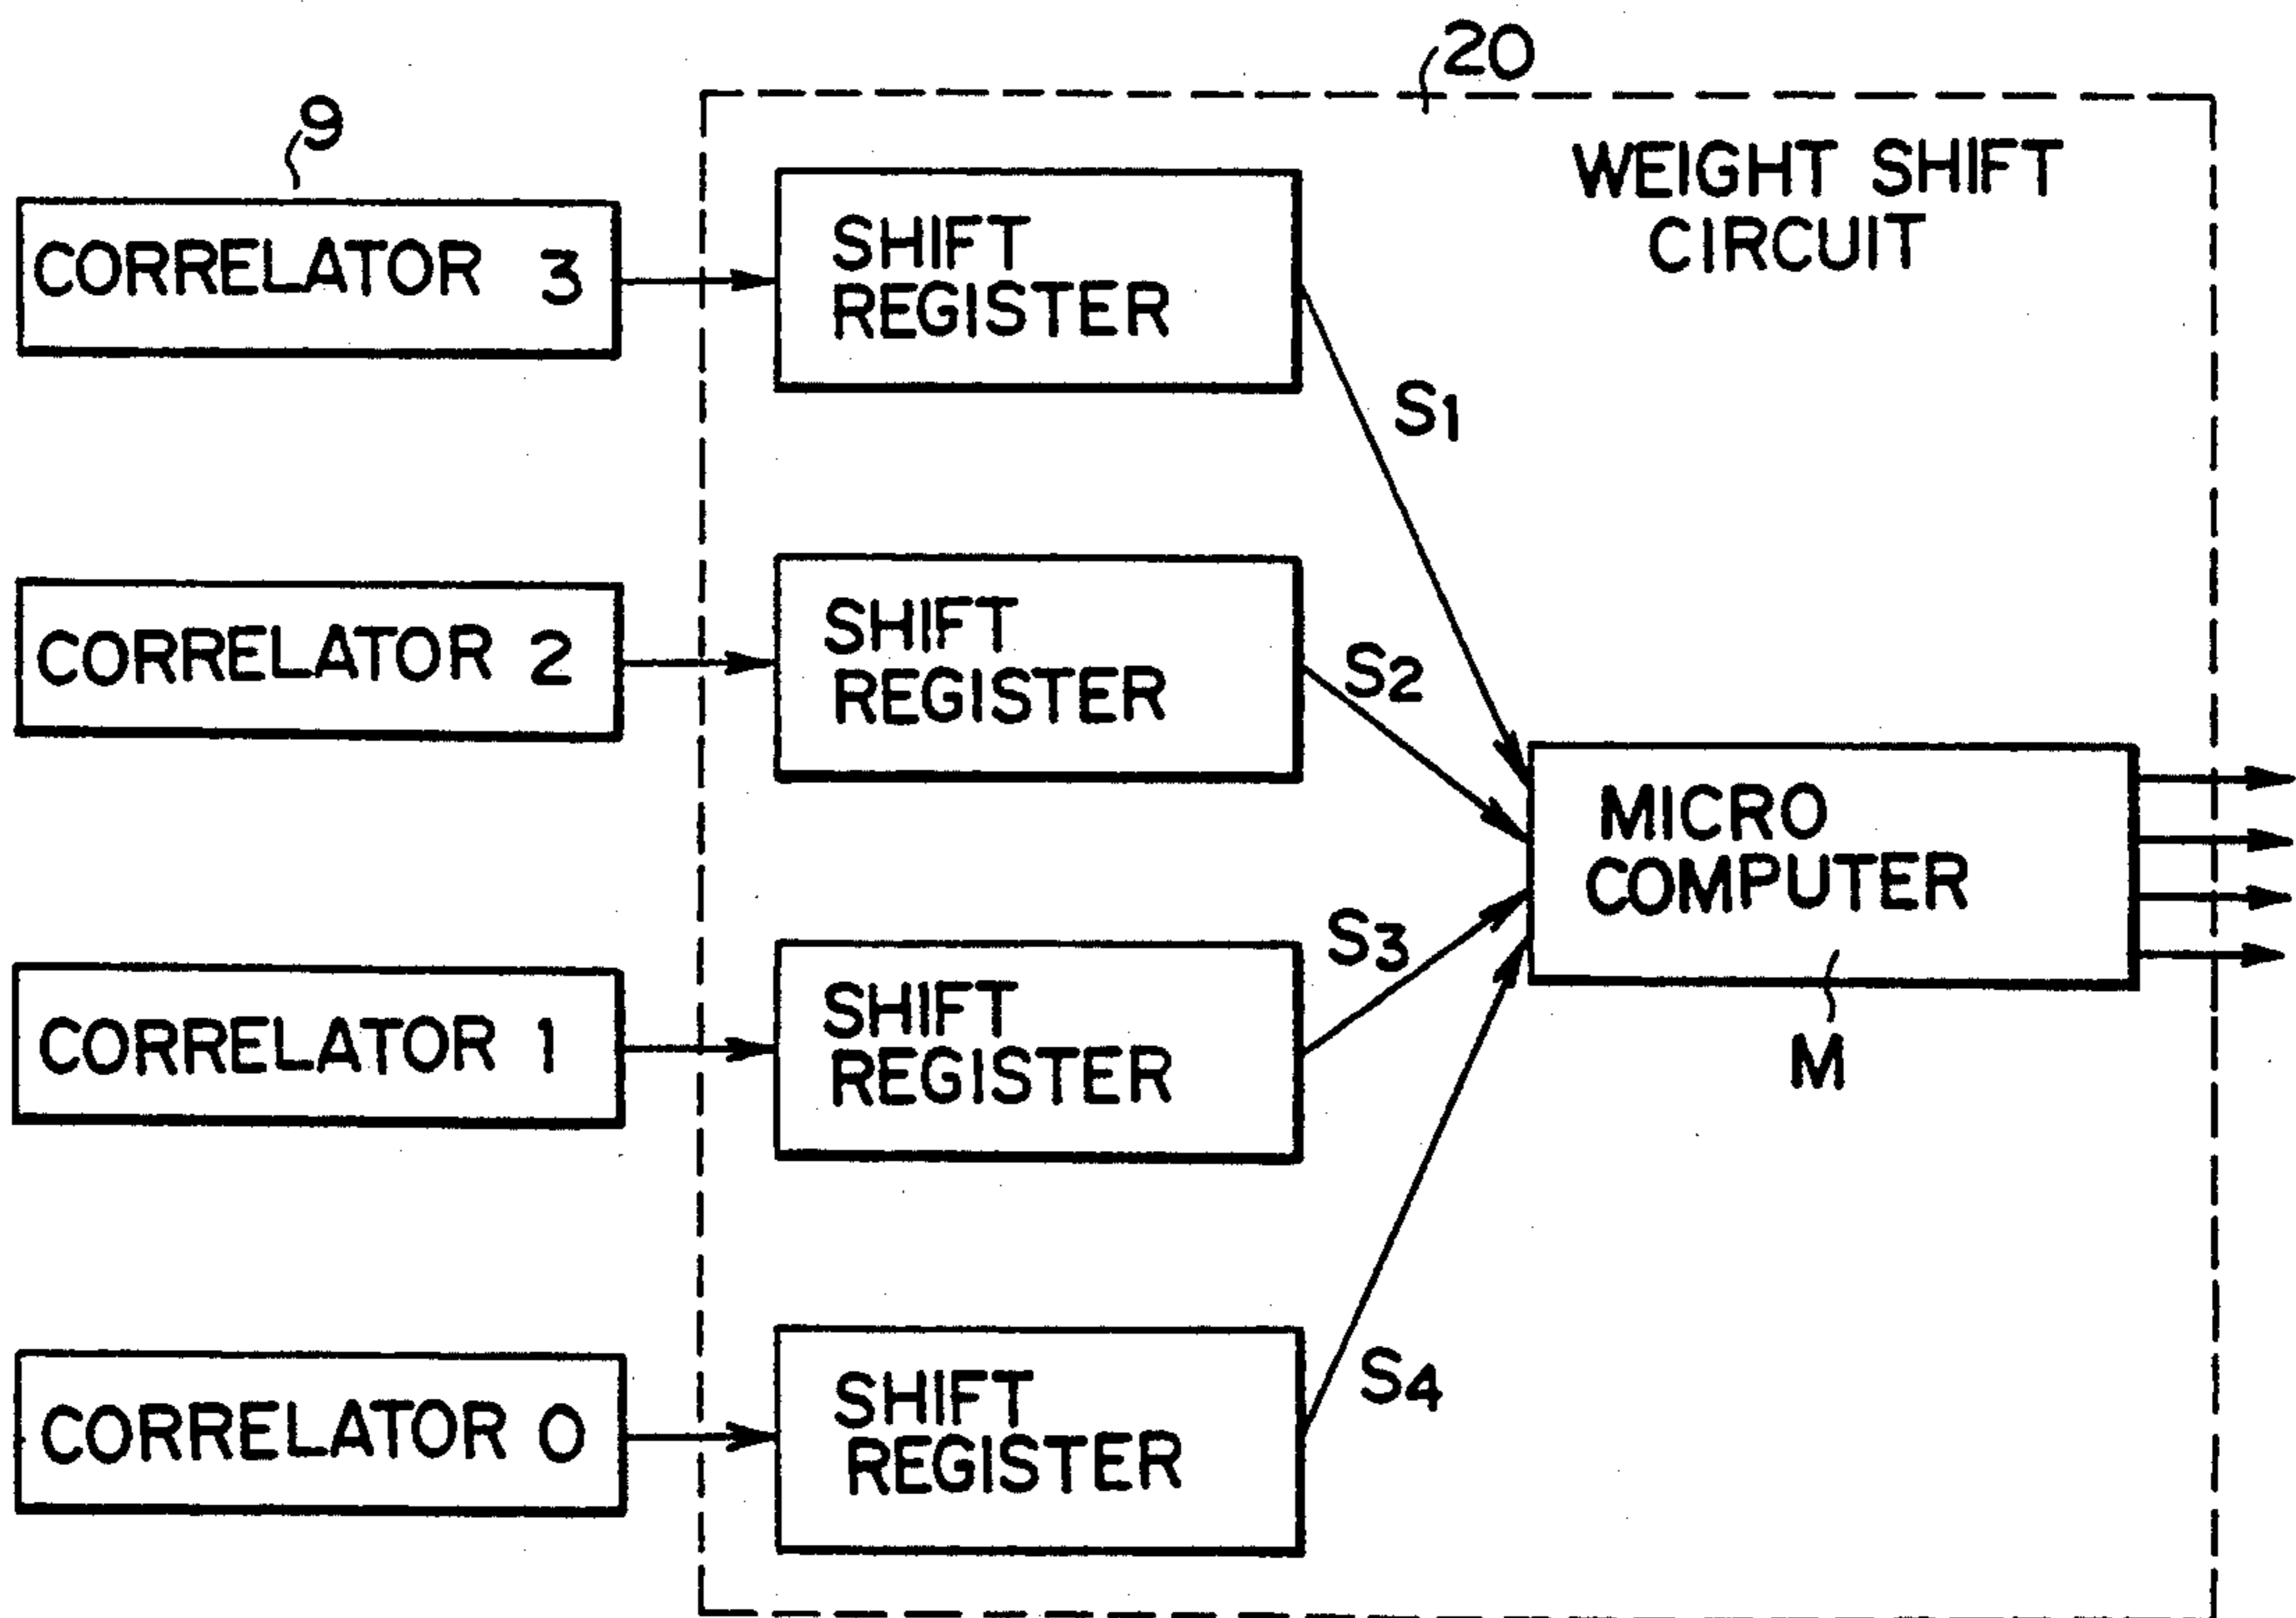 20
9
WEIGHT SHIFT
CIRCUIT
CORRELATOR 3
SHIFT
REGISTER
S1
CORRELATOR 2
SHIFT
REGISTER
S2
MICRO
COMPUTER
M
CORRELATOR 1
SHIFT
REGISTER
S3
CORRELATOR 0
SHIFT
REGISTER
S4